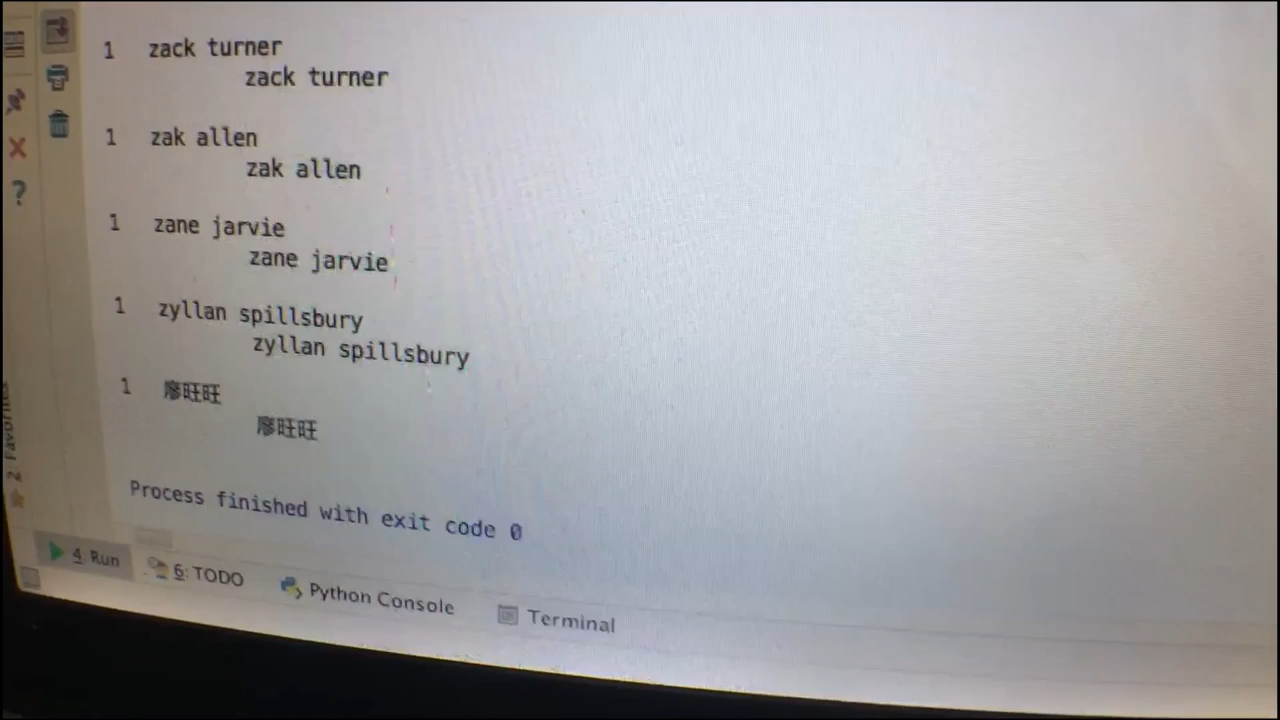 1 zack turner
zack turner
1 zak allen
zak allen
1 zane jarvie
zane jarvie
1 zyllan spillsbury
zyllan spillsbury
1 廖旺旺
廖旺旺
Process finished with exit code 0
2: Favorites
4: Run
6: TODO
Python Console
Terminal